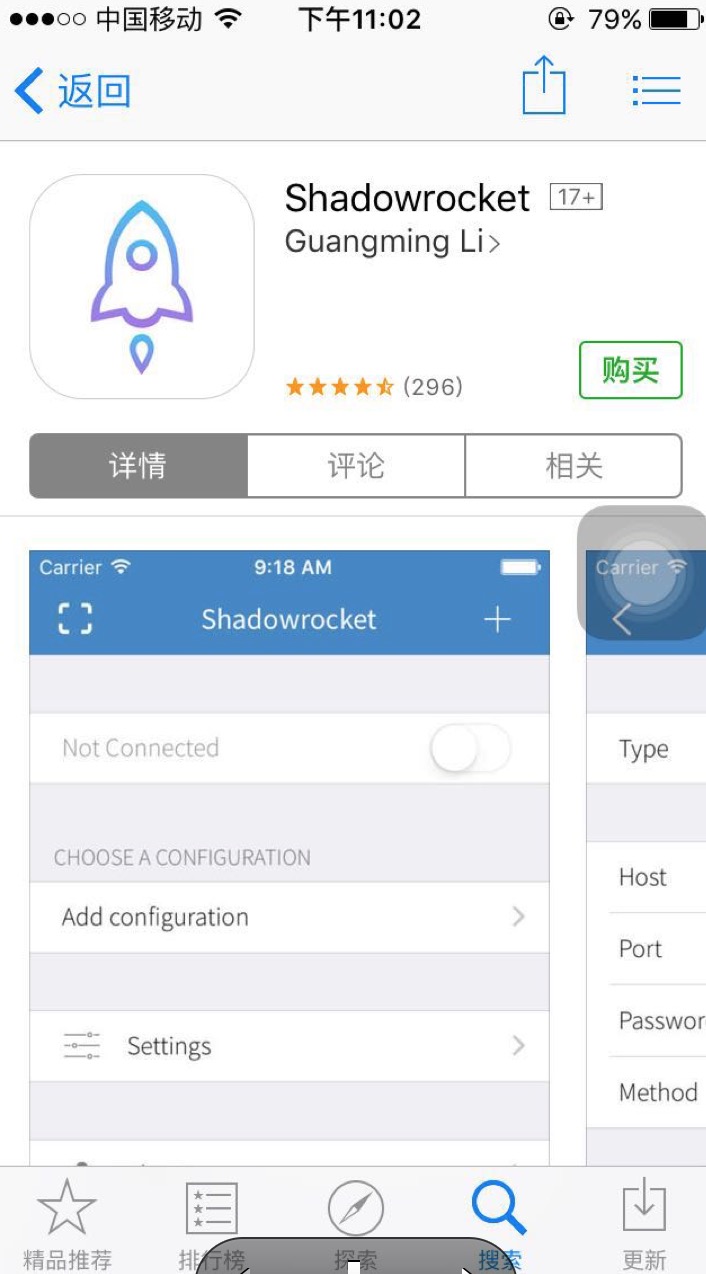 中国移动 下午11:02 79%
返回
Shadowrocket 17+
Guangming Li
(296) 购买
详情 评论 相关
Carrier 9:18 AM Carrier
Shadowrocket
Not Connected Type
CHOOSE A CONFIGURATION
Host
Add configuration
Port
Passwor
Settings
Method
精品推荐 排行榜 探索 搜索 更新